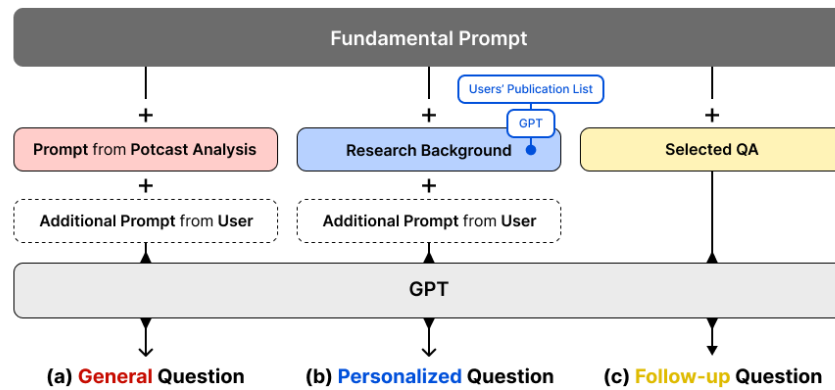 Fundamental Prompt
Users' Publication List
+ + +
GPT
Prompt from Potcast Analysis
Research Background
Selected QA
+ +
Additional Prompt from User
Additional Prompt from User
GPT
(a) General Question
(b) Personalized Question
(c) Follow-up Question